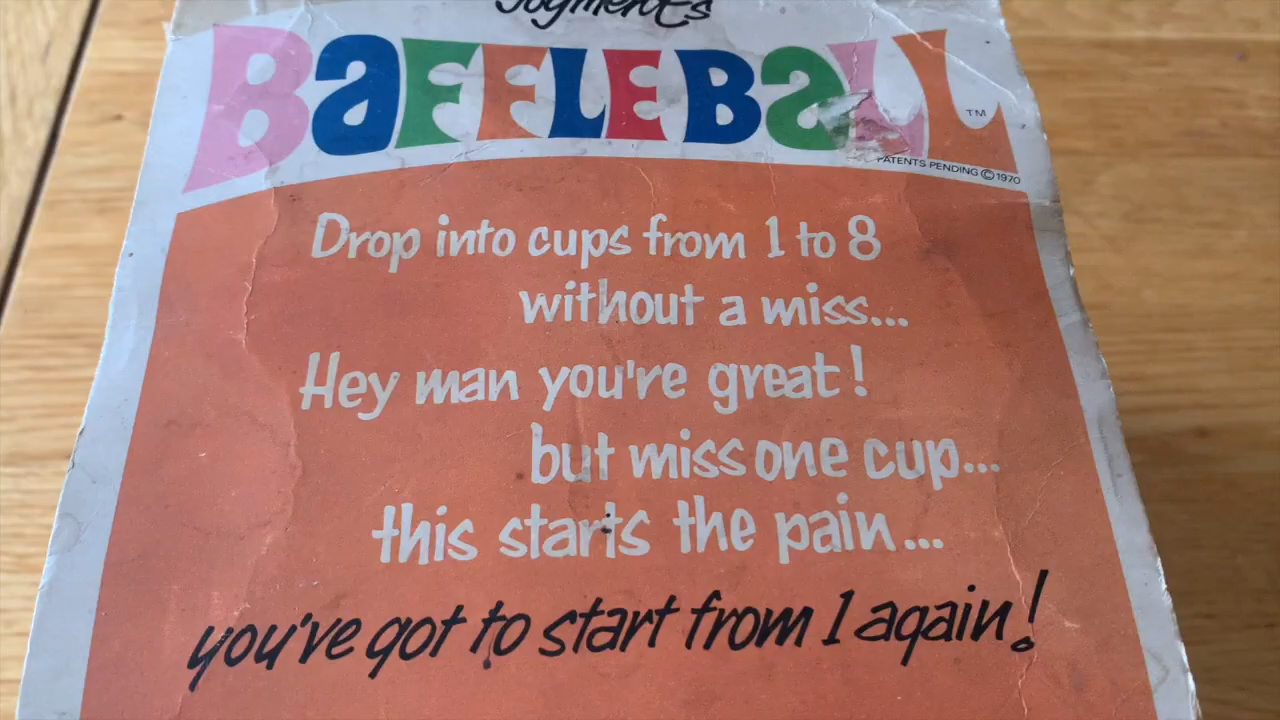 Joyments
BAFFLEBALL
TM
PATENTS PENDING © 1970
Drop into cups from 1 to 8
without a miss...
Hey man you're great!
but miss one cup...
this starts the pain...
you've got to start from 1 again!